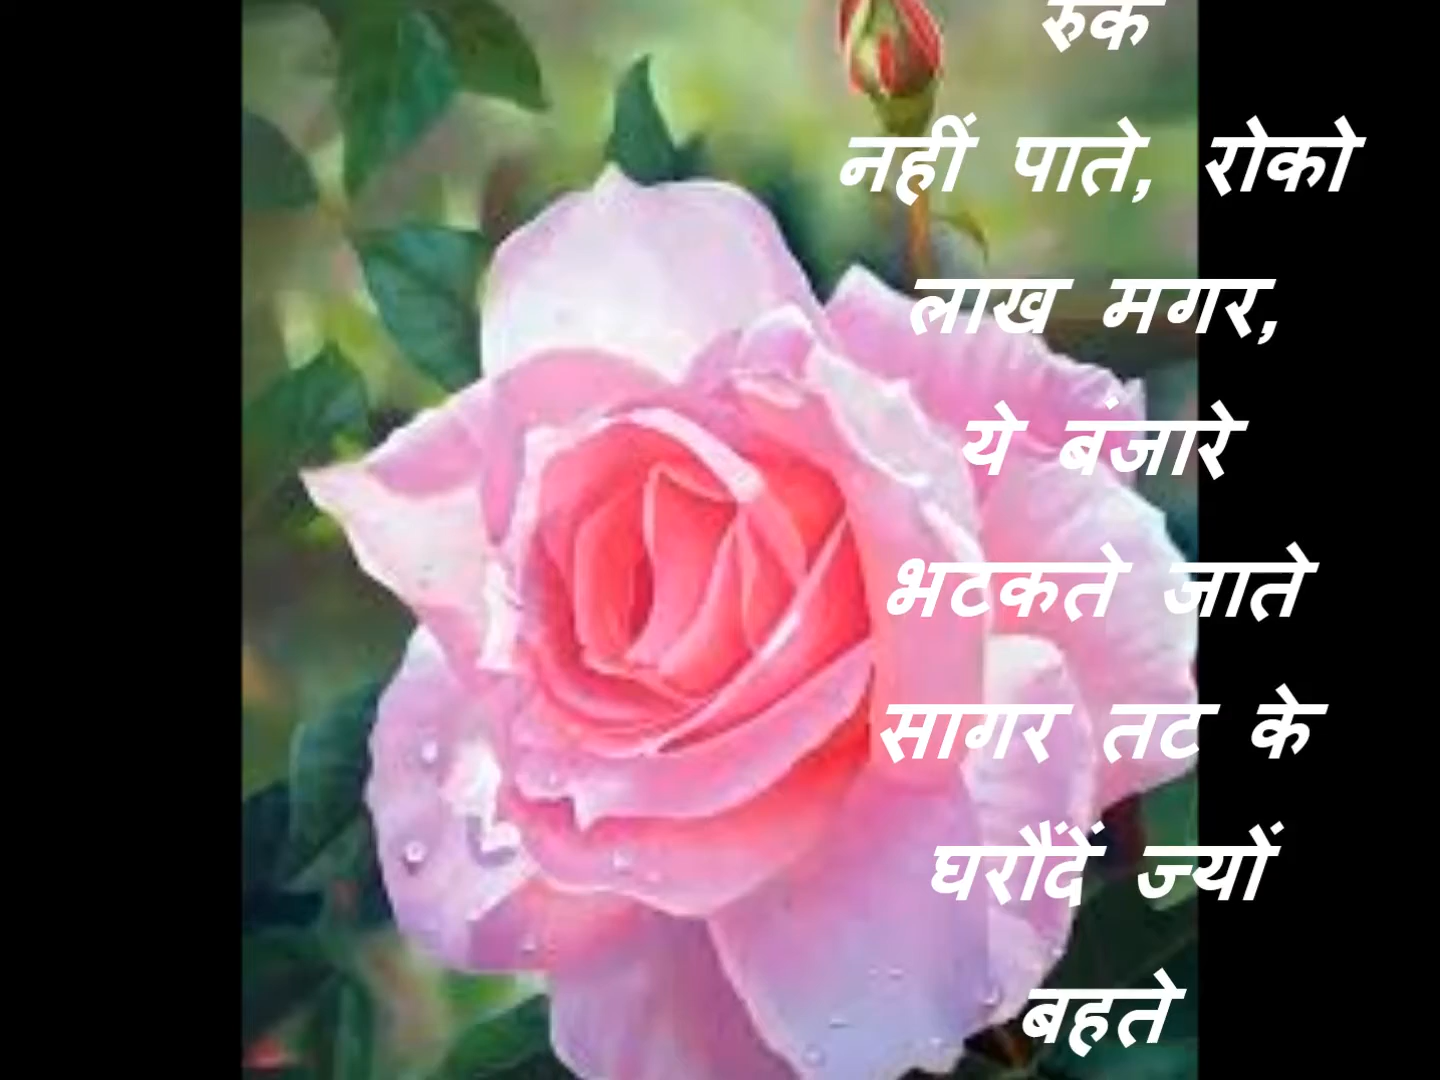 रुक
नहीं पाते, रोको
लाख मगर,
ये बंजारे
भटकते जाते
सागर तट के
घरौंदें ज्यों
बहते